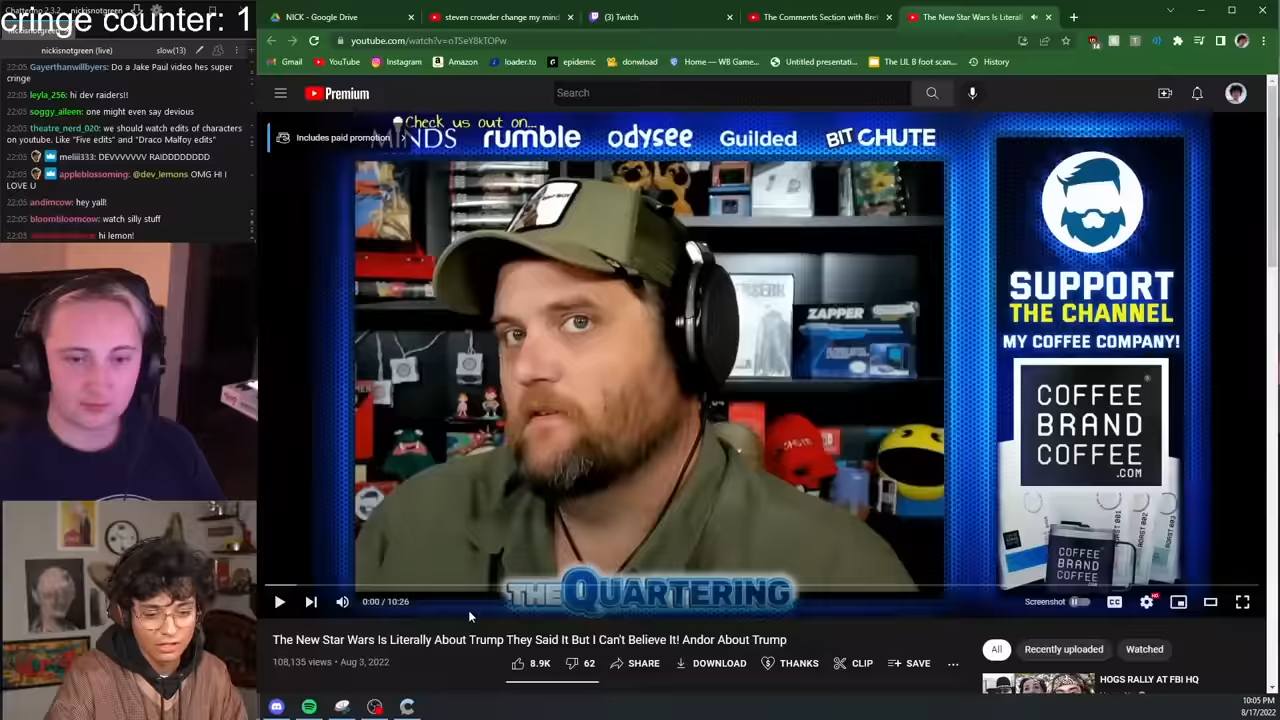 cringe counter: 1
nickisnotgreen (live)
slow(13)
22:05 Gayerthanwillbyers: Do a Jake Paul video hes super
cringe
22:05 leyla_256: hi dev raiders!!
22:05 soggy_aileen: one might even say devious
22:05 theatre_nerd_020: we should watch edits of characters
on youtube. Like "Five edits" and "Draco Malfoy edits"
22:05 meliii333: DEVVVVVVV RAIDDDDDDDD
22:05 appleblossoming: @dev_lemons OMG HI I
LOVE U
22:05 andimcow: hey yall!
22:05 bloombloomcow: watch silly stuff
22:05 hi lemon!
NICK - Google Drive
steven crowder change my mind
(3) Twitch
The Comments Section with Bret
The New Star Wars Is Literall
youtube.com/watch?v=oTSeY8kTOPw
Gmail
YouTube
Instagram
Amazon
loader.to
epidemic
donwload
Home — WB Game...
Untitled presentati...
The LIL B foot scan...
History
Premium
Search
Check us out on...
Includes paid promotion
MINDS
rumble
odysee
Guilded
BITCHUTE
ZAPPER
SUPPORT
THE CHANNEL
MY COFFEE COMPANY!
COFFEE
BRAND
COFFEE
.COM
COFFEE
BRAND
COFFEE
THEQUARTERING
0:00 / 10:26
Screenshot
The New Star Wars Is Literally About Trump They Said It But I Can't Believe It! Andor About Trump
108,135 views • Aug 3, 2022
8.9K
62
SHARE
DOWNLOAD
THANKS
CLIP
SAVE
All
Recently uploaded
Watched
HOGS RALLY AT FBI HQ
10:05 PM
8/17/2022